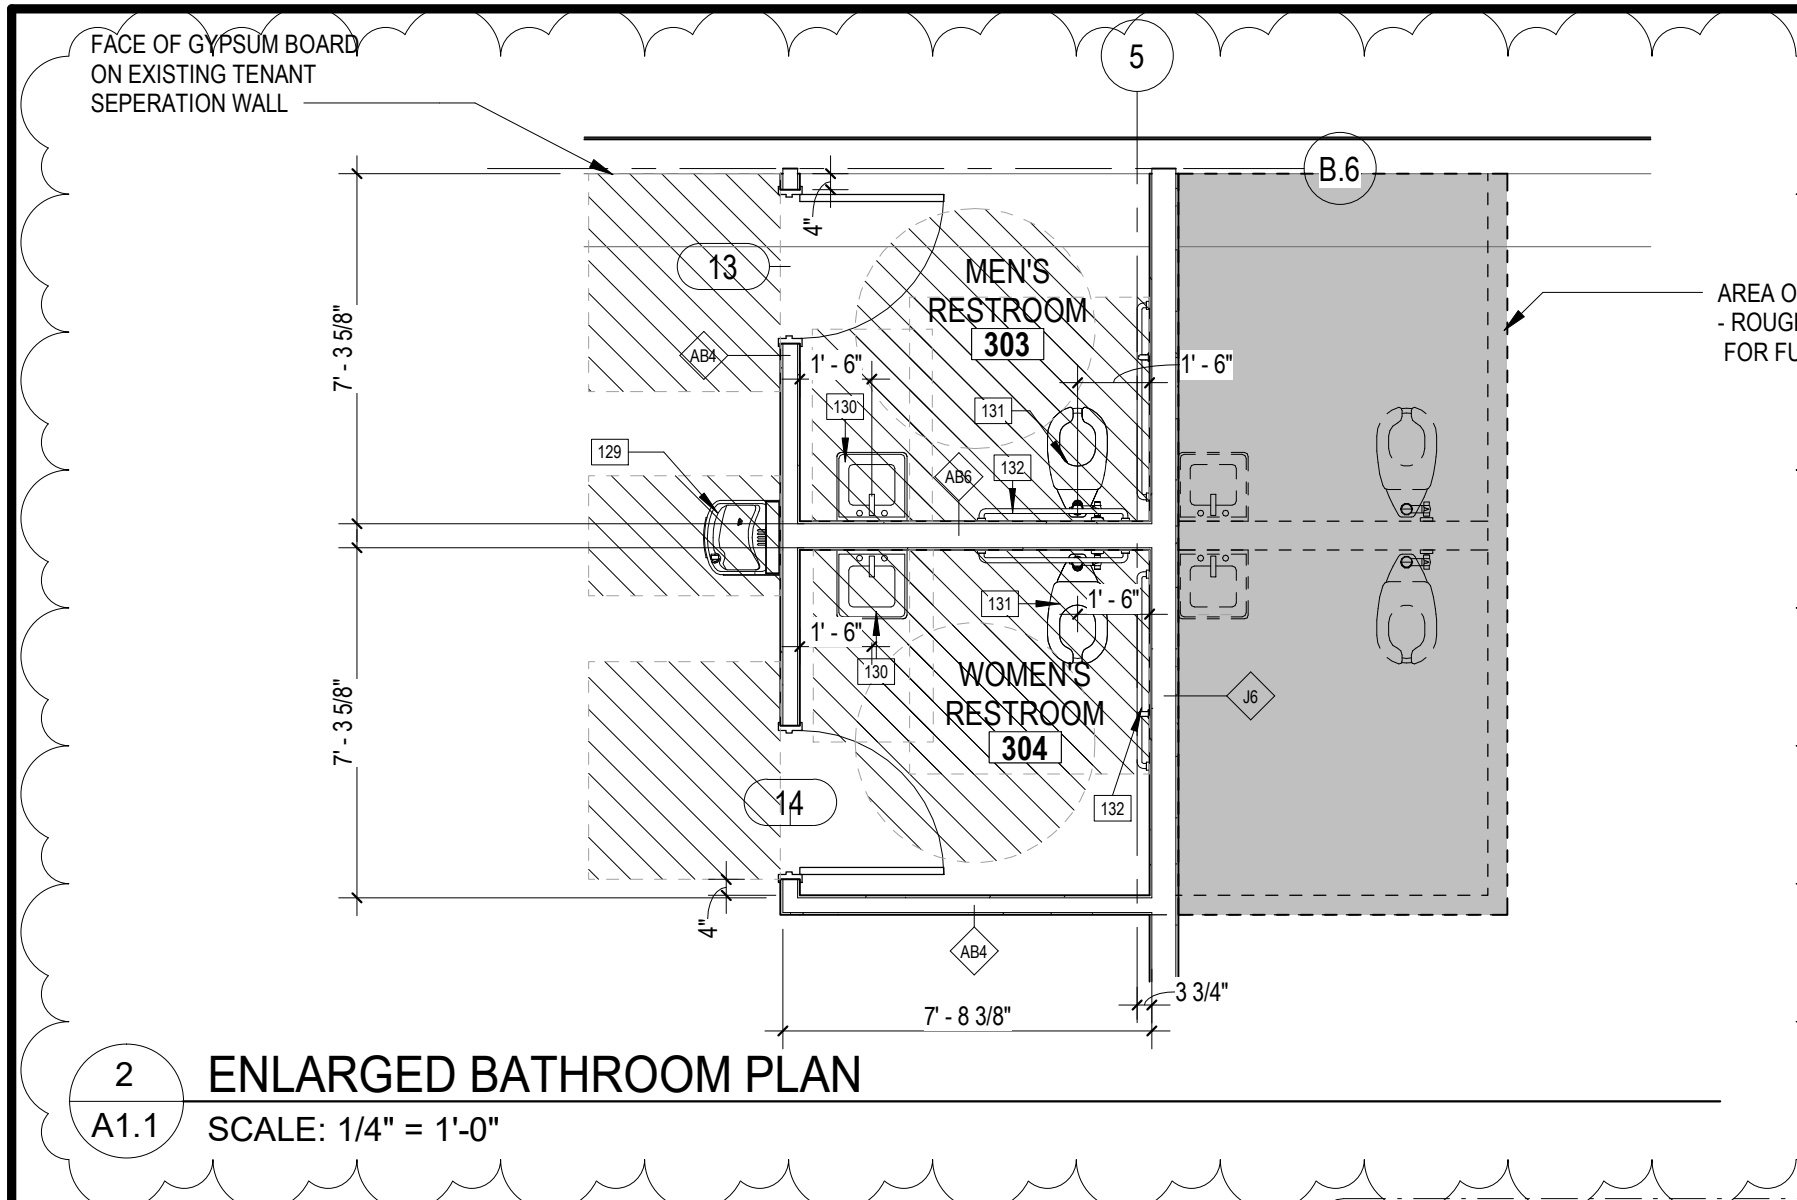 FACE OF GYPSUM BOARD
ON EXISTING TENANT
SEPERATION WALL
5
B.6
4"
13
MEN'S
RESTROOM
303
AREA O
- ROUG
FOR FU
7' - 3 5/8"
AB4
1' - 6"
1' - 6"
130
131
129
AB6
132
131
1' - 6"
1' - 6"
130
WOMEN'S
RESTROOM
304
J6
7' - 3 5/8"
14
132
4"
AB4
3 3/4"
7' - 8 3/8"
2
A1.1
ENLARGED BATHROOM PLAN
SCALE: 1/4" = 1'-0"